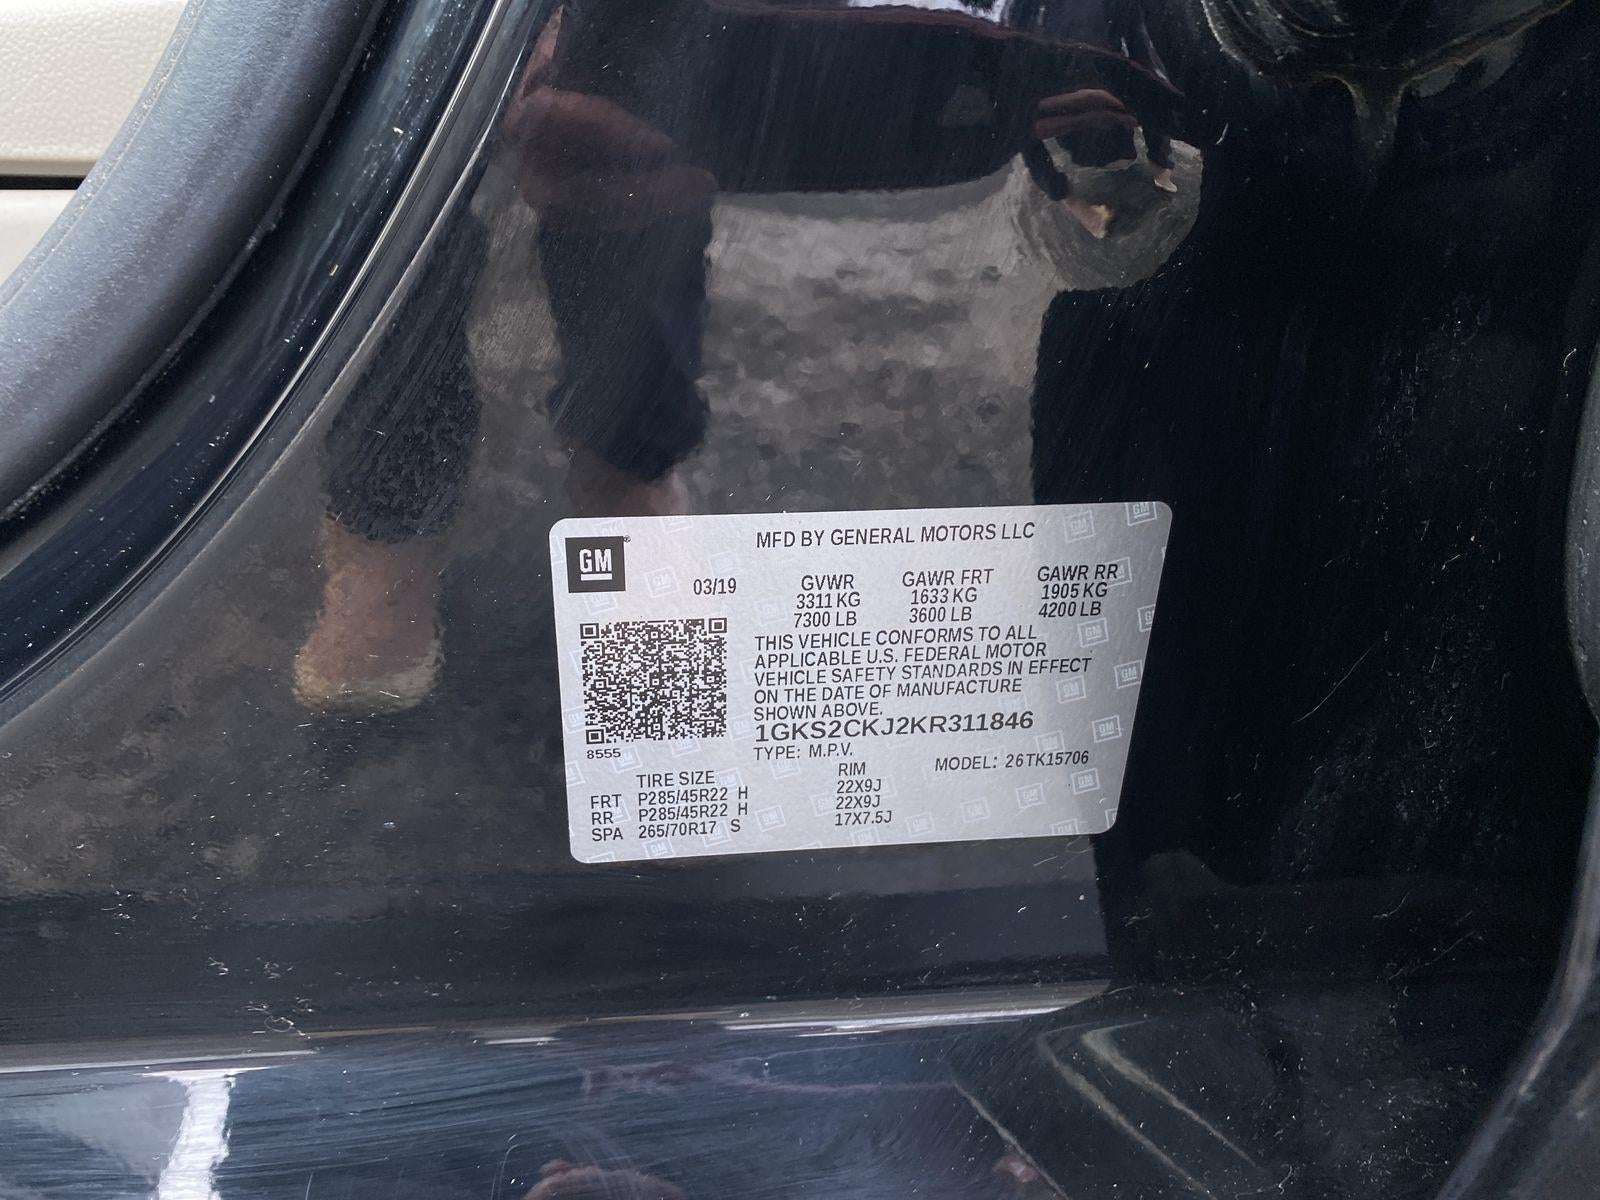 GM
MFD BY GENERAL MOTORS LLC
03/19 GVWR GAWR FRT GAWR RR
3311 KG 1633 KG 1905 KG
7300 LB 3600 LB 4200 LB
THIS VEHICLE CONFORMS TO ALL
APPLICABLE U.S. FEDERAL MOTOR
VEHICLE SAFETY STANDARDS IN EFFECT
ON THE DATE OF MANUFACTURE
SHOWN ABOVE.
1GKS2CKJ2KR311846
8555 TYPE: M.P.V. MODEL: 26TK15706
TIRE SIZE RIM
FRT P285/45R22 H 22X9J
RR P285/45R22 H 22X9J
SPA 265/70R17 S 17X7.5J